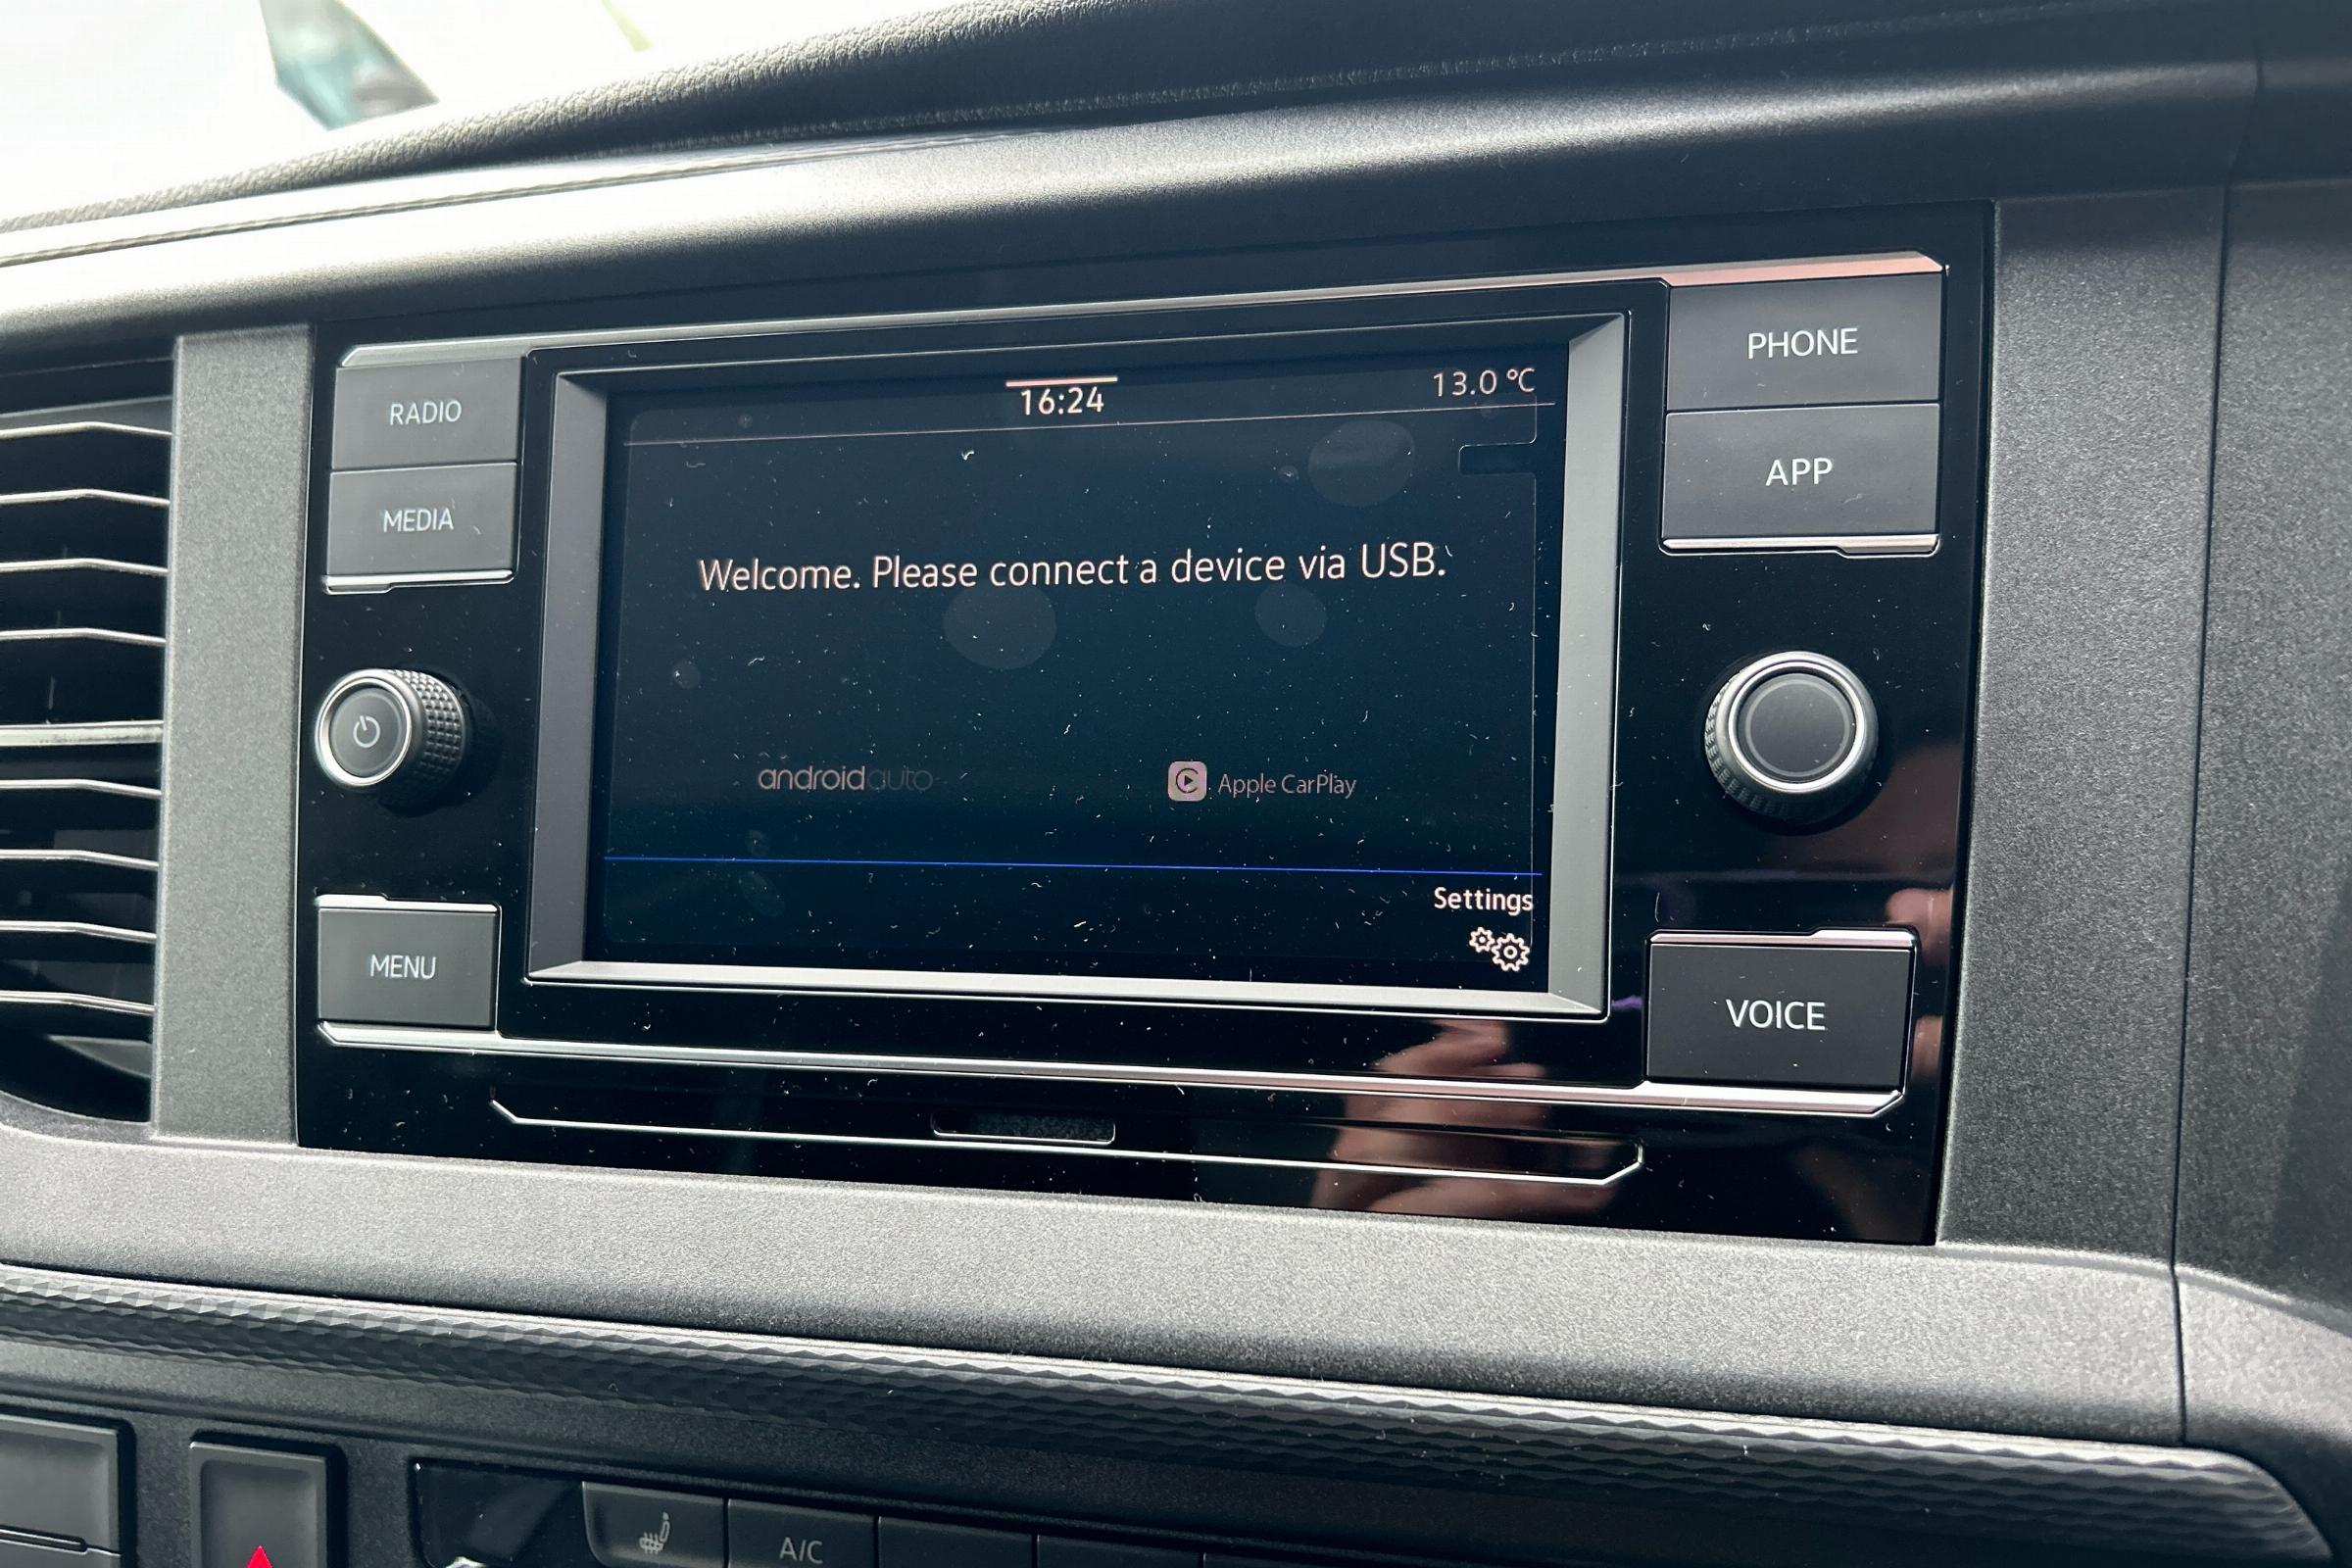 RADIO
MEDIA
MENU
16:24
13.0 °C
Welcome. Please connect a device via USB.
androidauto
Apple CarPlay
Settings
PHONE
APP
VOICE
A/C